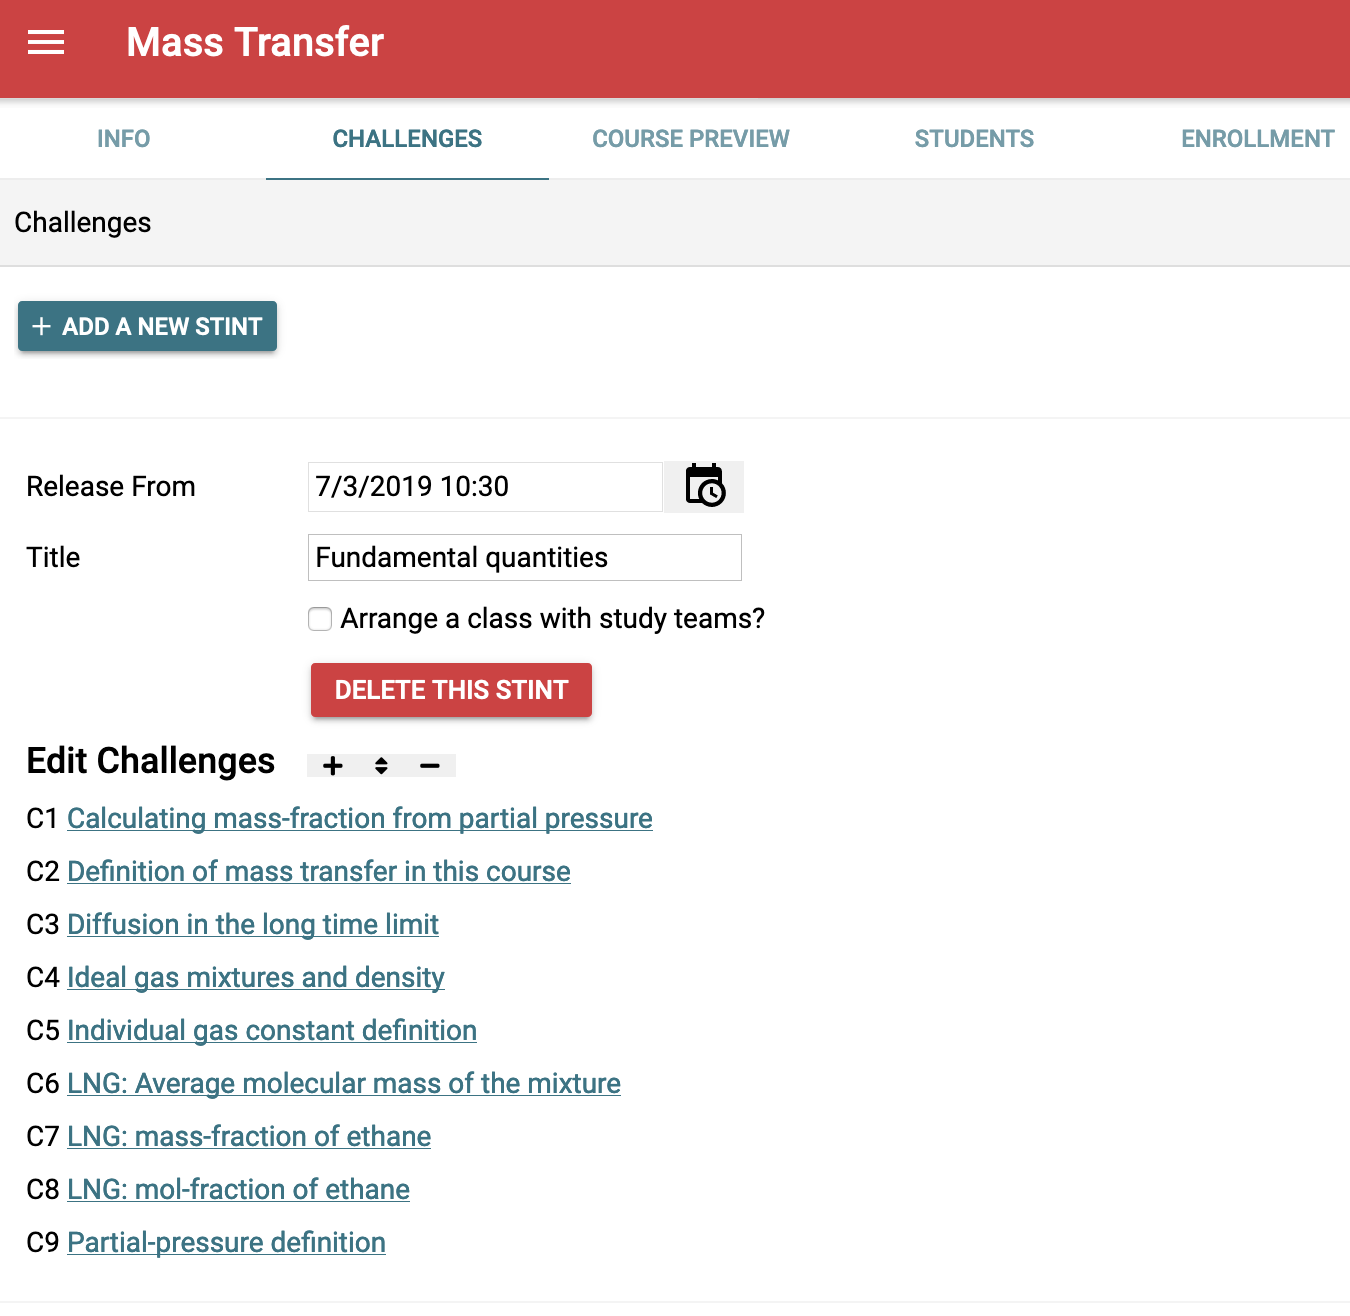 Mass Transfer
INFO CHALLENGES COURSE PREVIEW STUDENTS ENROLLMENT
Challenges
+ ADD A NEW STINT
Release From 7/3/2019 10:30
Title Fundamental quantities
Arrange a class with study teams?
DELETE THIS STINT
Edit Challenges
C1 Calculating mass-fraction from partial pressure
C2 Definition of mass transfer in this course
C3 Diffusion in the long time limit
C4 Ideal gas mixtures and density
C5 Individual gas constant definition
C6 LNG: Average molecular mass of the mixture
C7 LNG: mass-fraction of ethane
C8 LNG: mol-fraction of ethane
C9 Partial-pressure definition